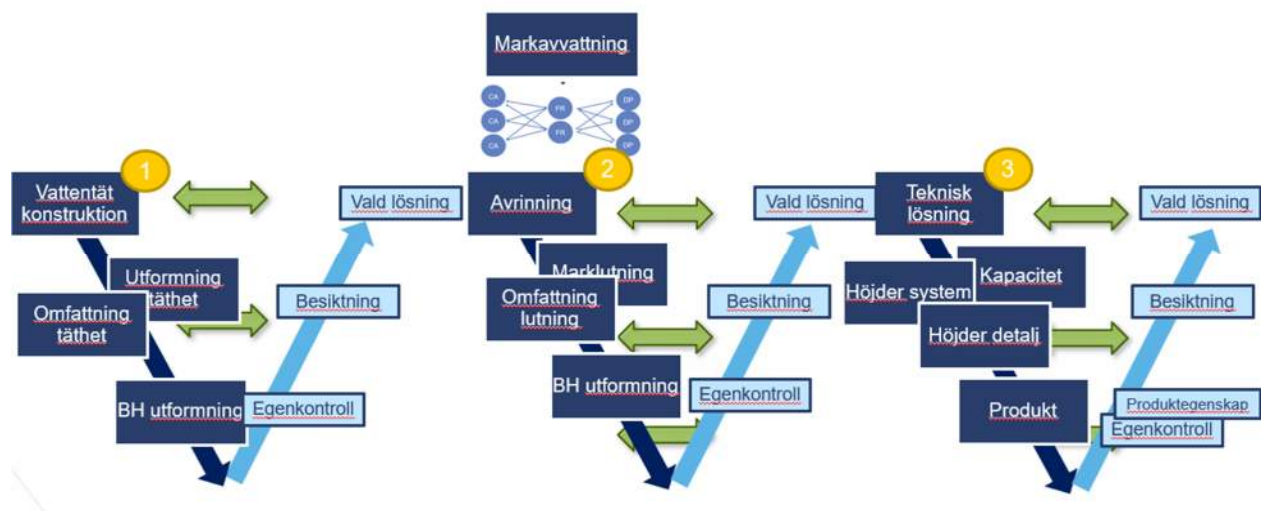 Markavvattning
CA
CA
CA
FR
FR
DP
DP
DP
1
Vattentät
konstruktion
Vald lösning
Utformning
täthet
Omfattning
täthet
Besiktning
BH utformning
Egenkontroll
2
Avrinning
Vald lösning
Marklutning
Omfattning
lutning
Besiktning
BH utformning
Egenkontroll
3
Teknisk
lösning
Vald lösning
Kapacitet
Höjder system
Höjder detalj
Besiktning
Produkt
Produktegenskap
Egenkontroll